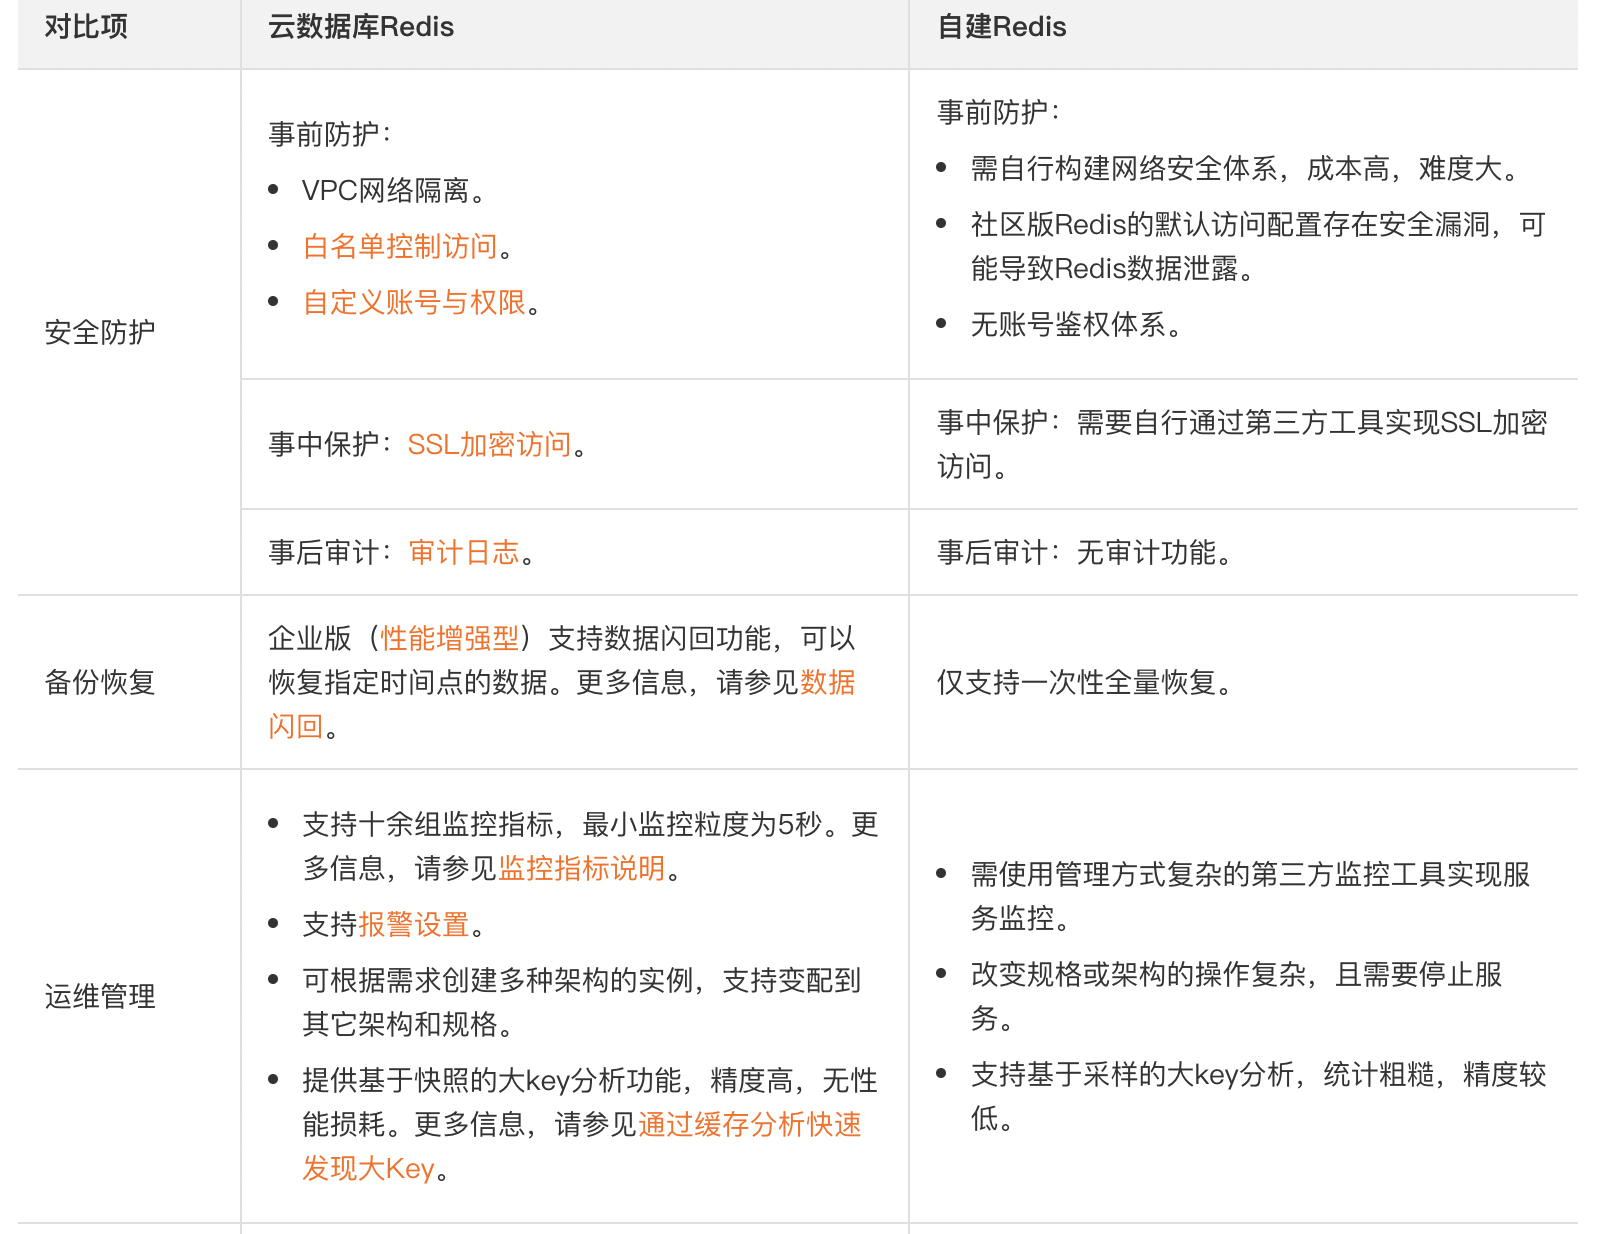 对比项
云数据库Redis
自建Redis
安全防护
事前防护：
VPC网络隔离。
白名单控制访问。
自定义账号与权限。
事前防护：
需自行构建网络安全体系，成本高，难度大。
社区版Redis的默认访问配置存在安全漏洞，可
能导致Redis数据泄露。
无账号鉴权体系。
事中保护：SSL加密访问。
事中保护：需要自行通过第三方工具实现SSL加密
访问。
事后审计：审计日志。
事后审计：无审计功能。
备份恢复
企业版（性能增强型）支持数据闪回功能，可以
恢复指定时间点的数据。更多信息，请参见数据
闪回。
仅支持一次性全量恢复。
运维管理
支持十余组监控指标，最小监控粒度为5秒。更
多信息，请参见监控指标说明。
支持报警设置。
可根据需求创建多种架构的实例，支持变配到
其它架构和规格。
提供基于快照的大key分析功能，精度高，无性
能损耗。更多信息，请参见通过缓存分析快速
发现大Key。
需使用管理方式复杂的第三方监控工具实现服
务监控。
改变规格或架构的操作复杂，且需要停止服
务。
支持基于采样的大key分析，统计粗糙，精度较
低。